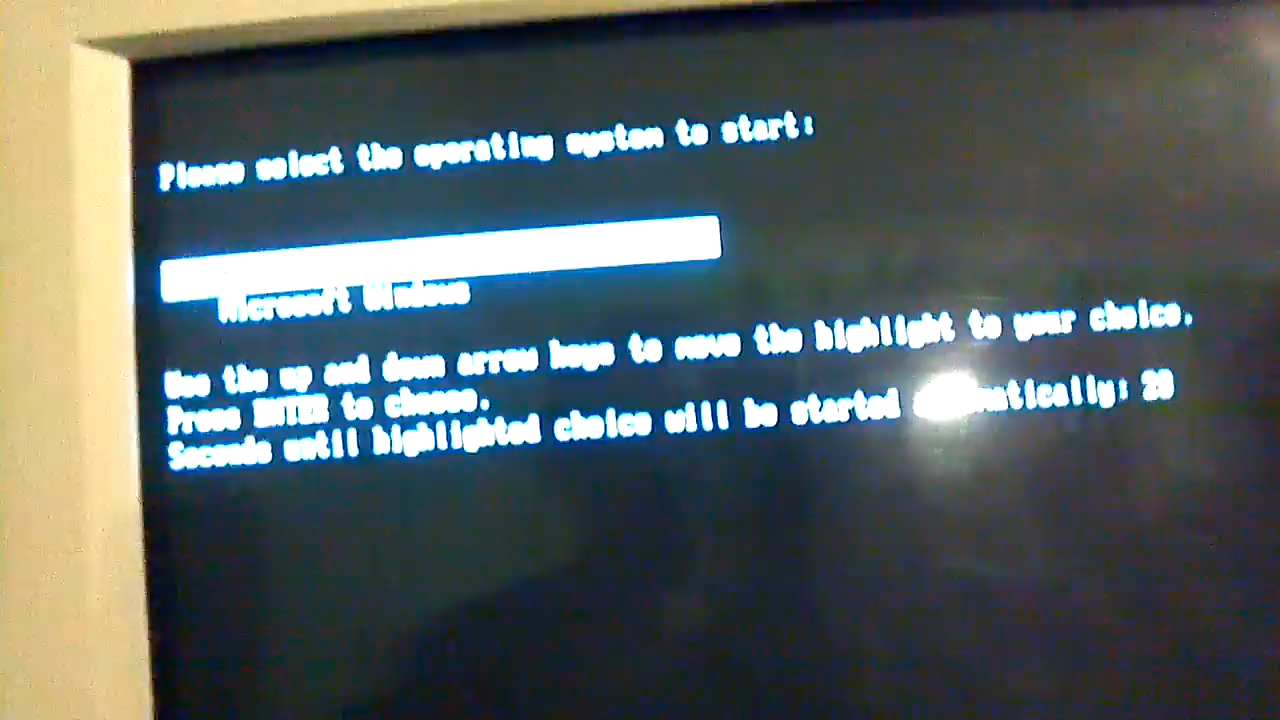 Please select the operating system to start:
Microsoft Windows
Use the up and down arrow keys to move the highlight to your choice.
Press ENTER to choose.
Seconds until highlighted choice will be started automatically: